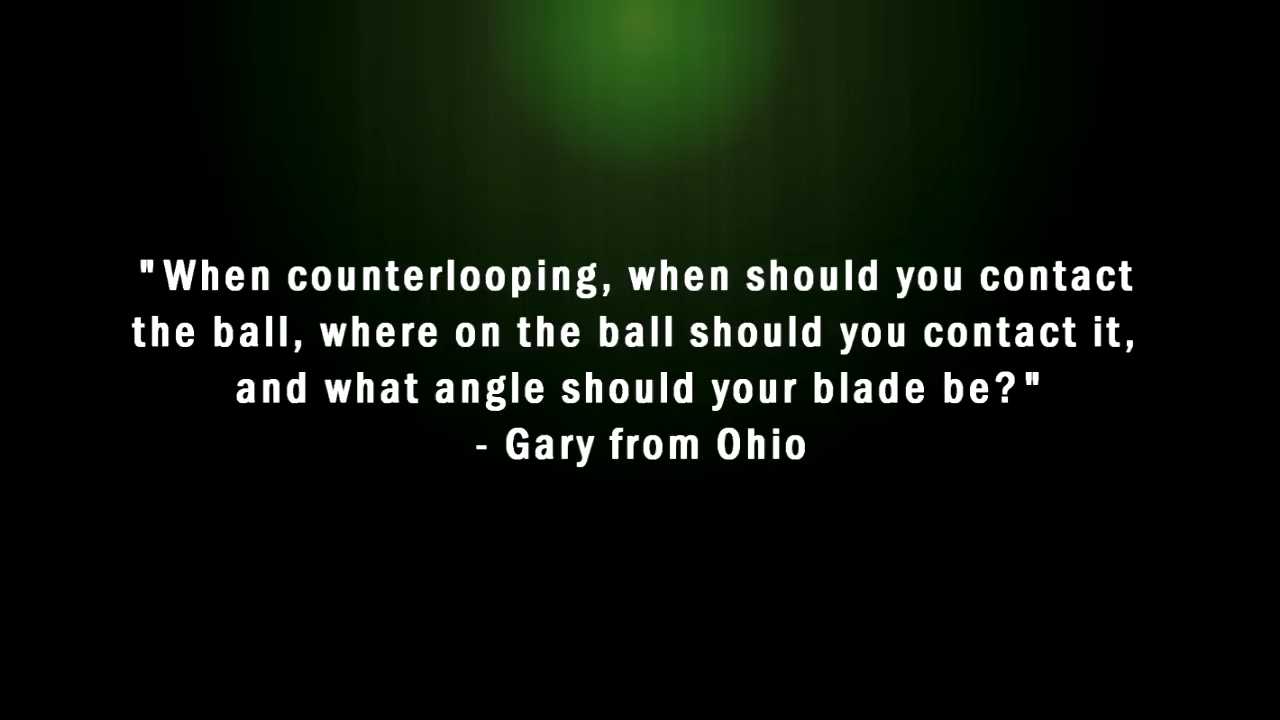 "When counterlooping, when should you contact
the ball, where on the ball should you contact it,
and what angle should your blade be?"
- Gary from Ohio